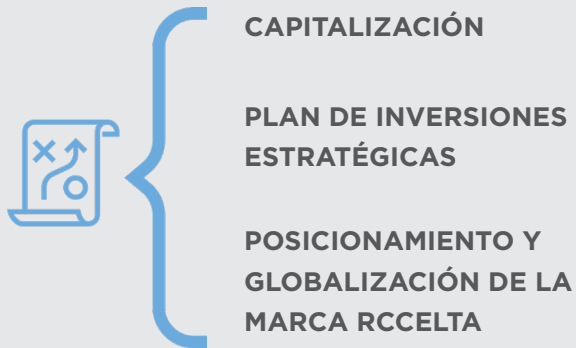 CAPITALIZACIÓN
PLAN DE INVERSIONES
ESTRATÉGICAS
POSICIONAMIENTO Y
GLOBALIZACIÓN DE LA
MARCA RCCELTA